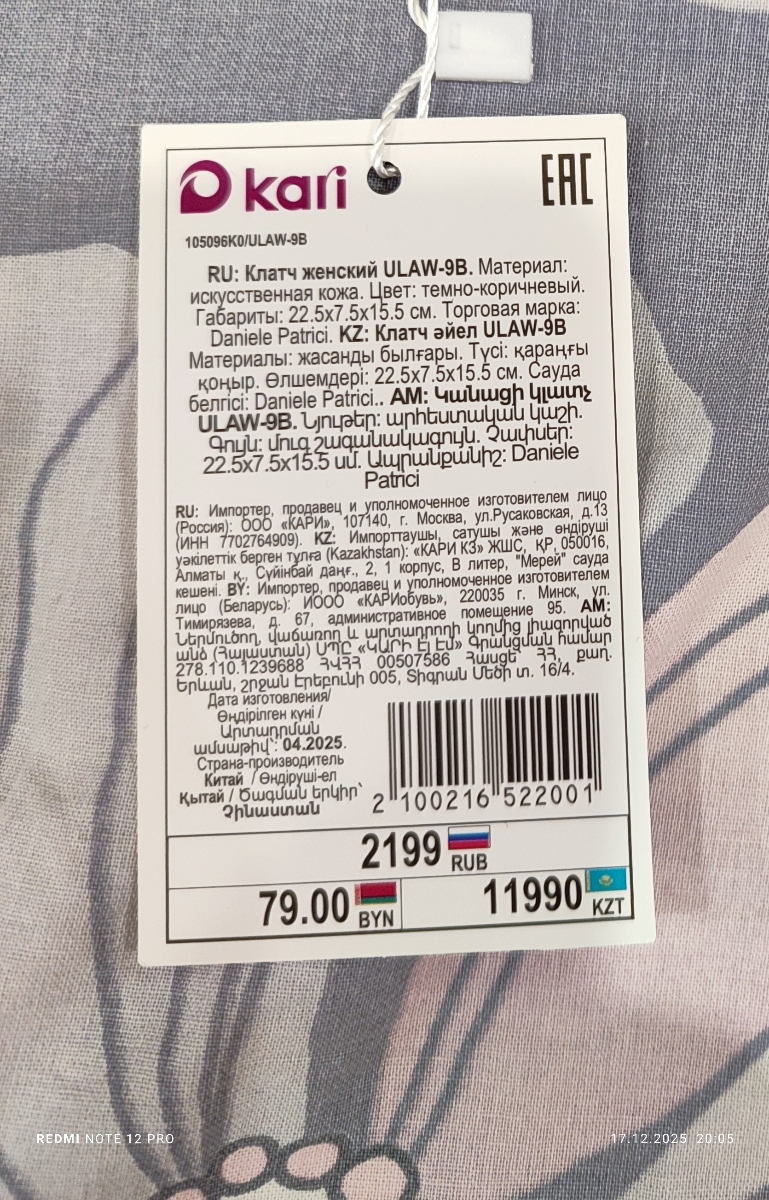 kari
EAC
105096K0/ULAW-9B
RU: Клатч женский ULAW-9B. Материал:
искусственная кожа. Цвет: темно-коричневый.
Габариты: 22.5x7.5x15.5 см. Торговая марка:
Daniele Patrici. KZ: Клатч әйел ULAW-9B
Материалы: жасанды былғары. Түсі: қараңғы
қоңыр. Өлшемдері: 22.5x7.5x15.5 см. Сауда
белгісі: Daniele Patrici.. AM: Կանացի կլատչ
ULAW-9B. Նյութեր: արհեստական կաշի.
Գույն: մուգ շագանակագույն. Չափսեր:
22.5x7.5x15.5 սմ. Ապրանքանիշ: Daniele
Patrici
RU: Импортер, продавец и уполномоченное изготовителем лицо
(Россия): ООО «КАРИ», 107140, г. Москва, ул.Русаковская, д.13
(ИНН 7702764909). KZ: Импорттаушы, сатушы және өндіруші
уәкілеттік берген тұлға (Kazakhstan): «КАРИ КЗ» ЖШС, ҚР, 050016,
Алматы қ., Сүйінбай даңғ., 2, 1 корпус, В литер, "Мерей" сауда
кешені. BY: Импортер, продавец и уполномоченное изготовителем
лицо (Беларусь): ИООО «КАРИобувь», 220035 г. Минск, ул.
Тимирязева, д. 67, административное помещение 95. AM:
Ներմուծող, վաճառող և արտադրողի կողմից լիազորված
անձ (Հայաստան) ՍՊԸ «ԿԱՐԻ Էյ ԷՄ» Գրանցման համար
278.110.1239688 ՀՎՀՀ 00507586 Հասցե՝ ՀՀ, քաղ.
Երևան, շրջան Էրեբունի 005, Տիգրան Մեծի տ. 16/4.
Дата изготовления/
Өндірілген күні /
Արտադրման
ամսաթիվ՝: 04.2025.
Страна-производитель
Китай / Өндіруші-ел
Қытай / Ծագման երկիր՝
Չինաստան
2 100216 522001
2199 RUB
79.00 BYN
11990 KZT
REDMI NOTE 12 PRO
17.12.2025 20:05